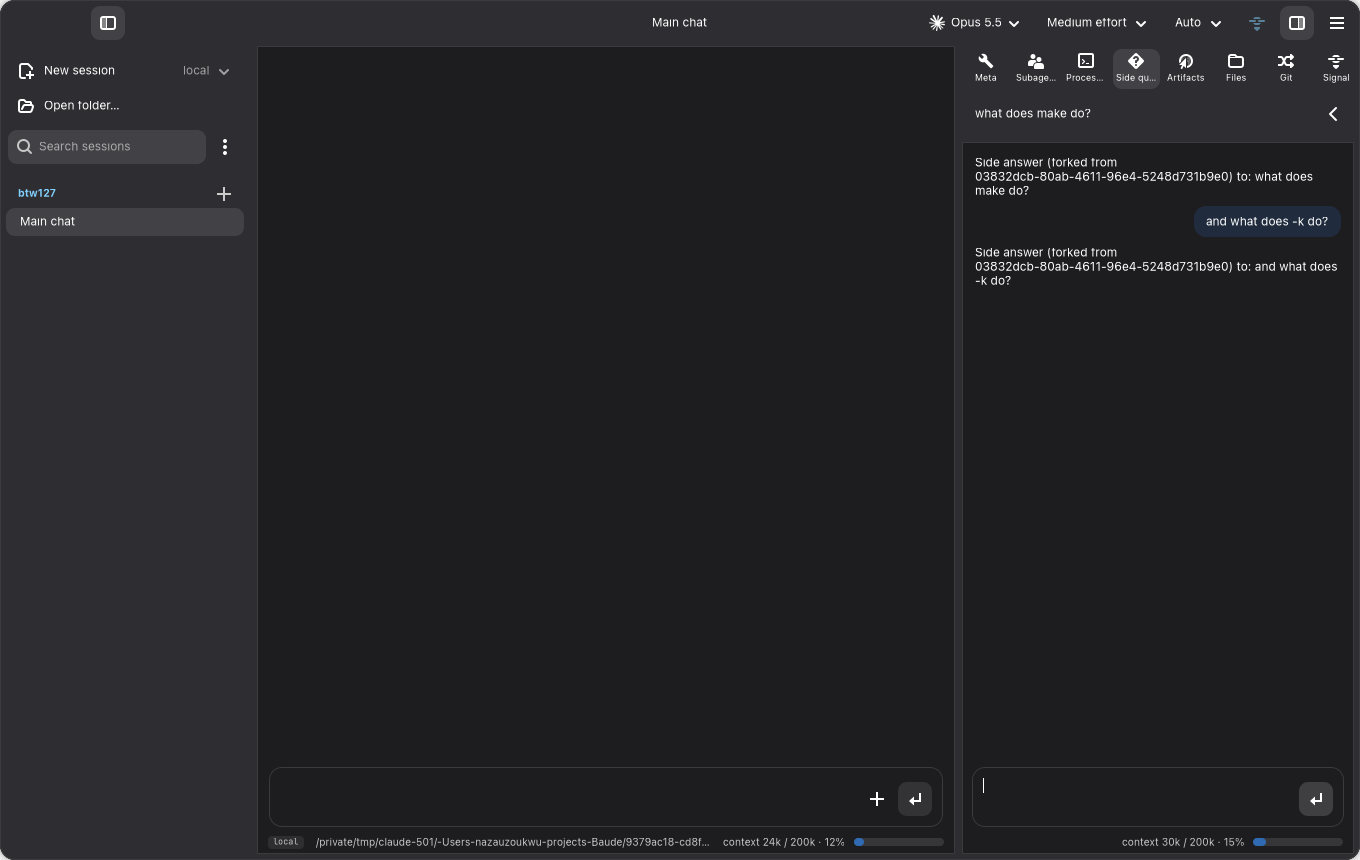 Main chat
Opus 5.5
Medium effort
Auto
New session
local
Open folder...
Search sessions
btw127
Main chat
Meta
Subage...
Proces...
Side qu...
Artifacts
Files
Git
Signal
what does make do?
Side answer (forked from
03832dcb-80ab-4611-96e4-5248d731b9e0) to: what does
make do?
and what does -k do?
Side answer (forked from
03832dcb-80ab-4611-96e4-5248d731b9e0) to: and what does
-k do?
local
/private/tmp/claude-501/-Users-nazauzoukwu-projects-Baude/9379ac18-cd8f...
context 24k / 200k · 12%
context 30k / 200k · 15%